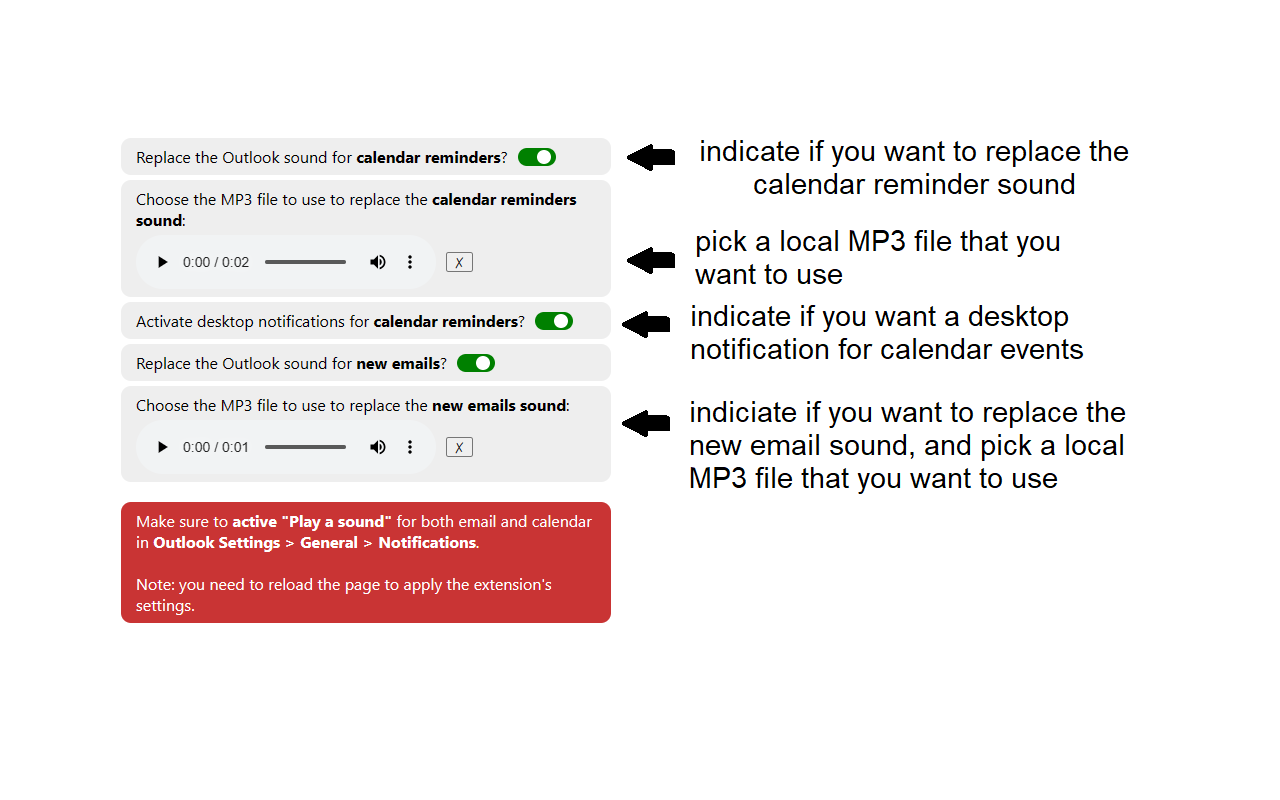 Replace the Outlook sound for calendar reminders?
indicate if you want to replace the
calendar reminder sound
Choose the MP3 file to use to replace the calendar reminders
sound:
0:00 / 0:02
X
pick a local MP3 file that you
want to use
Activate desktop notifications for calendar reminders?
indicate if you want a desktop
notification for calendar events
Replace the Outlook sound for new emails?
Choose the MP3 file to use to replace the new emails sound:
0:00 / 0:01
X
indiciate if you want to replace the
new email sound, and pick a local
MP3 file that you want to use
Make sure to active "Play a sound" for both email and calendar
in Outlook Settings > General > Notifications.
Note: you need to reload the page to apply the extension's
settings.